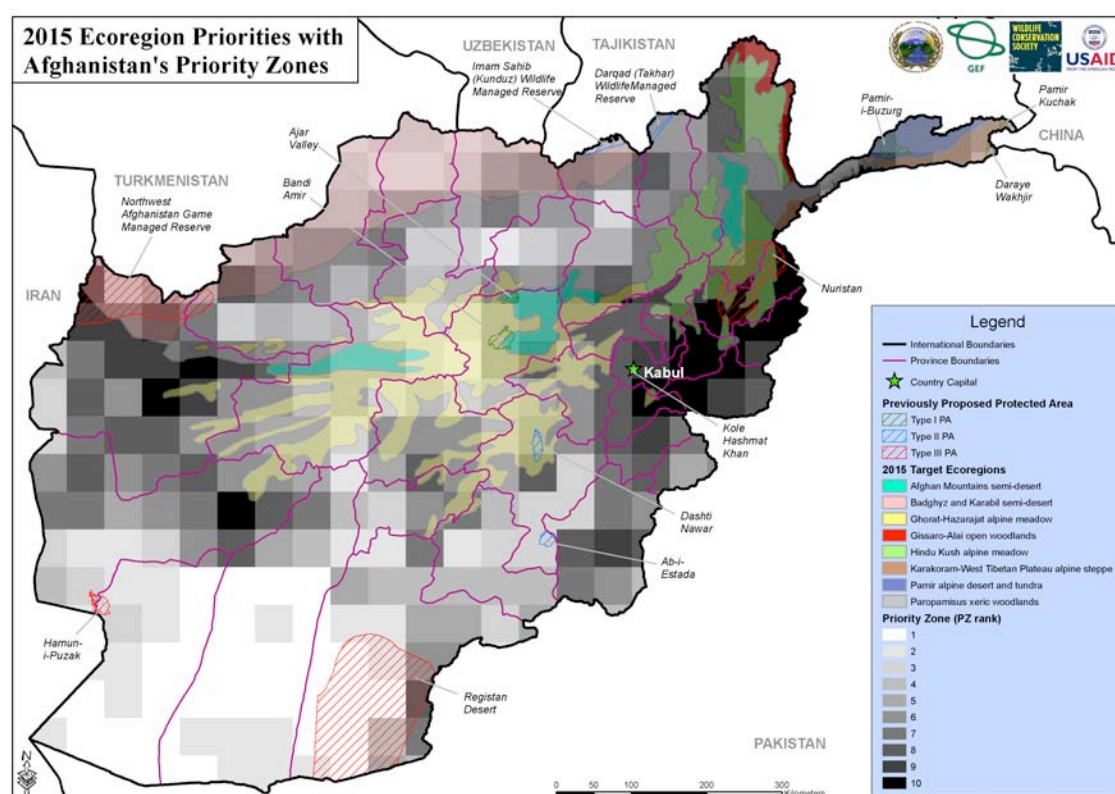 2015 Ecoregion Priorities with
Afghanistan's Priority Zones
UZBEKISTAN
TAJIKISTAN
Imam Sahib
(Kunduz) Wildlife
Managed Reserve
Darqad (Takhar)
WildlifeManaged
Reserve
GEF
WILDLIFE
CONSERVATION
SOCIETY
USAID
FROM THE AMERICAN PEOPLE
Pamir-
i-Buzurg
Pamir
Kuchak
CHINA
Daraye
Wakhjir
Ajar
Valley
Bandi
Amir
TURKMENISTAN
Northwest
Afghanistan Game
Managed Reserve
IRAN
Nuristan
Kabul
Kole
Hashmat
Khan
Dashti
Nawar
Ab-i-
Estada
Hamun-
i-Puzak
Registan
Desert
PAKISTAN
N
0 50 100 200 300
Kilometers
Legend
International Boundaries
Province Boundaries
Country Capital
Previously Proposed Protected Area
Type I PA
Type II PA
Type III PA
2015 Target Ecoregions
Afghan Mountains semi-desert
Badghyz and Karabil semi-desert
Ghorat-Hazarajat alpine meadow
Gissaro-Alai open woodlands
Hindu Kush alpine meadow
Karakoram-West Tibetan Plateau alpine steppe
Pamir alpine desert and tundra
Paropamisus xeric woodlands
Priority Zone (PZ rank)
1
2
3
4
5
6
7
8
9
10